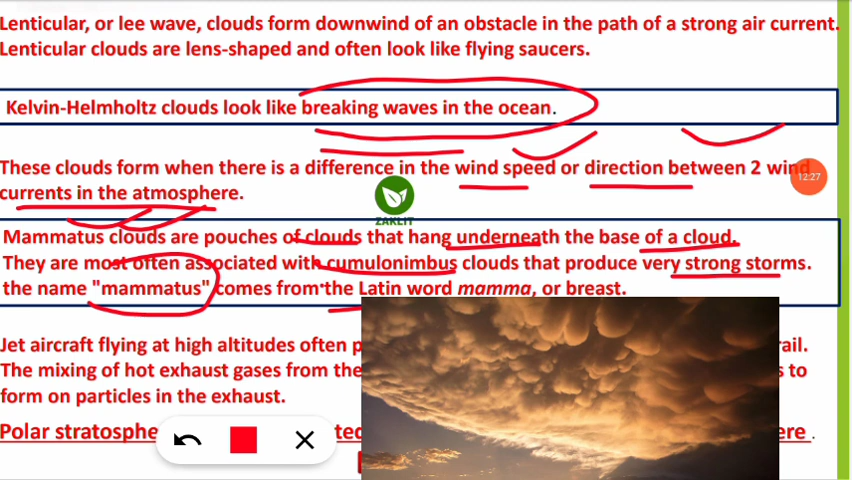 Lenticular, or lee wave, clouds form downwind of an obstacle in the path of a strong air current.
Lenticular clouds are lens-shaped and often look like flying saucers.
Kelvin-Helmholtz clouds look like breaking waves in the ocean.
These clouds form when there is a difference in the wind speed or direction between 2 wind
12:27
currents in the atmosphere.
ZAKLIT
Mammatus clouds are pouches of clouds that hang underneath the base of a cloud.
They are most often associated with cumulonimbus clouds that produce very strong storms.
the name "mammatus" comes from the Latin word mamma, or breast.
Jet aircraft flying at high altitudes often
The mixing of hot exhaust gases from the to
form on particles in the exhaust.
Polar